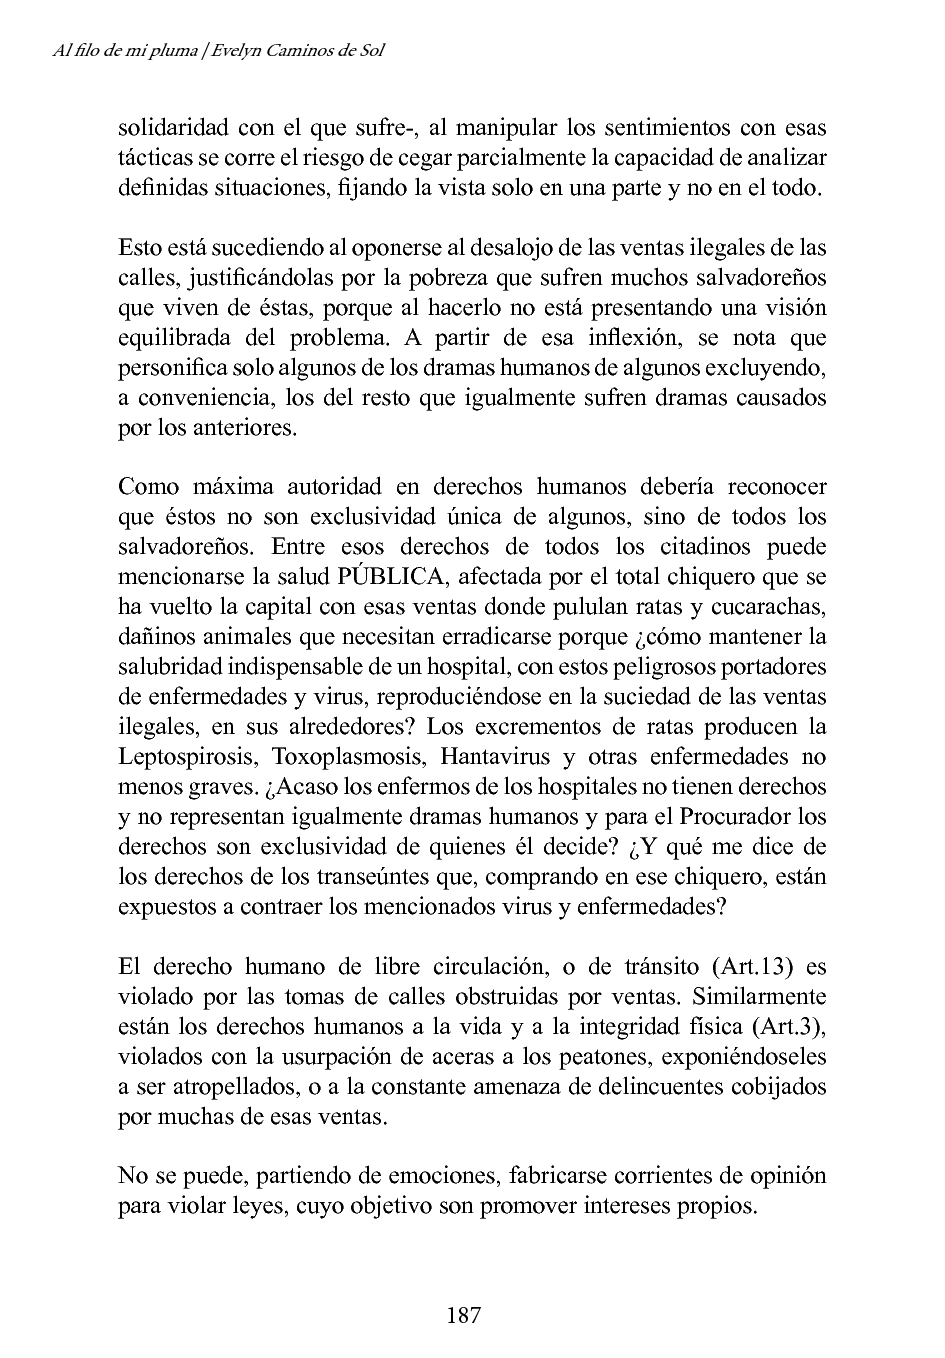 Al filo de mi pluma | Evelyn Caminos de Sol
solidaridad con el que sufre-, al manipular los sentimientos con esas
tácticas se corre el riesgo de cegar parcialmente la capacidad de analizar
definidas situaciones, fijando la vista solo en una parte y no en el todo.
Esto está sucediendo al oponerse al desalojo de las ventas ilegales de las
calles, justificándolas por la pobreza que sufren muchos salvadoreños
que viven de éstas, porque al hacerlo no está presentando una visión
equilibrada del problema. A partir de esa inflexión, se nota que
personifica solo algunos de los dramas humanos de algunos excluyendo,
a conveniencia, los del resto que igualmente sufren dramas causados
por los anteriores.
Como máxima autoridad en derechos humanos debería reconocer
que éstos no son exclusividad única de algunos, sino de todos los
salvadoreños. Entre esos derechos de todos los citadinos puede
mencionarse la salud PÚBLICA, afectada por el total chiquero que se
ha vuelto la capital con esas ventas donde pululan ratas y cucarachas,
dañinos animales que necesitan erradicarse porque ¿cómo mantener la
salubridad indispensable de un hospital, con estos peligrosos portadores
de enfermedades y virus, reproduciéndose en la suciedad de las ventas
ilegales, en sus alrededores? Los excrementos de ratas producen la
Leptospirosis, Toxoplasmosis, Hantavirus y otras enfermedades no
menos graves. ¿Acaso los enfermos de los hospitales no tienen derechos
y no representan igualmente dramas humanos y para el Procurador los
derechos son exclusividad de quienes él decide? ¿Y qué me dice de
los derechos de los transeúntes que, comprando en ese chiquero, están
expuestos a contraer los mencionados virus y enfermedades?
El derecho humano de libre circulación, o de tránsito (Art.13) es
violado por las tomas de calles obstruidas por ventas. Similarmente
están los derechos humanos a la vida y a la integridad física (Art.3),
violados con la usurpación de aceras a los peatones, exponiéndoseles
a ser atropellados, o a la constante amenaza de delincuentes cobijados
por muchas de esas ventas.
No se puede, partiendo de emociones, fabricarse corrientes de opinión
para violar leyes, cuyo objetivo son promover intereses propios.
187